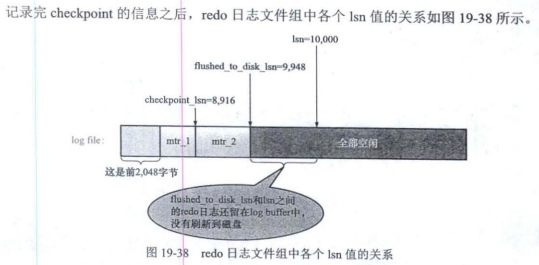 记录完 checkpoint 的信息之后，redo 日志文件组中各个 lsn 值的关系如图 19-38 所示。
lsn=10,000
flushed_to_disk_lsn=9,948
checkpoint_lsn=8,916
log file:
mtr_1
mtr_2
全部空闲
这是前2,048字节
flushed_to_disk_lsn和lsn之间
的redo日志还留在log buffer中，
没有刷新到磁盘
图 19-38 redo 日志文件组中各个 lsn 值的关系